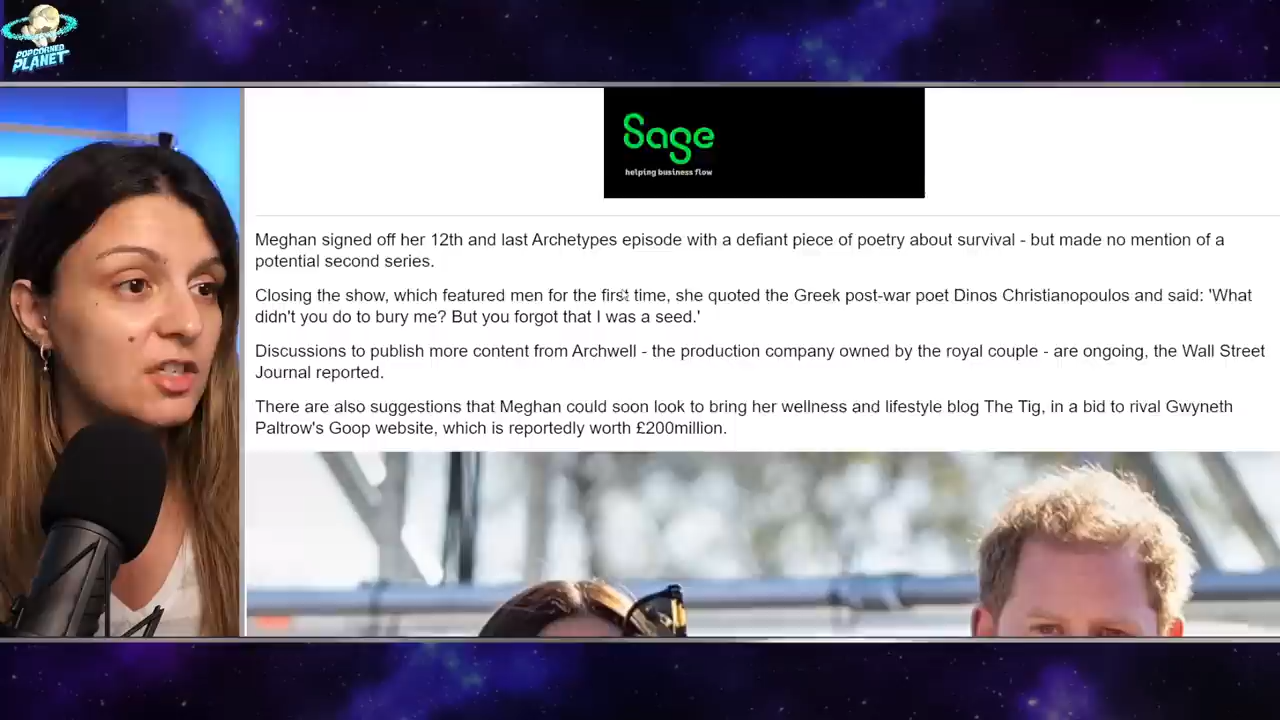 POPCORNED
PLANET
Sage
helping business flow
Meghan signed off her 12th and last Archetypes episode with a defiant piece of poetry about survival - but made no mention of a
potential second series.
Closing the show, which featured men for the first time, she quoted the Greek post-war poet Dinos Christianopoulos and said: 'What
didn't you do to bury me? But you forgot that I was a seed.'
Discussions to publish more content from Archwell - the production company owned by the royal couple - are ongoing, the Wall Street
Journal reported.
There are also suggestions that Meghan could soon look to bring her wellness and lifestyle blog The Tig, in a bid to rival Gwyneth
Paltrow's Goop website, which is reportedly worth £200million.